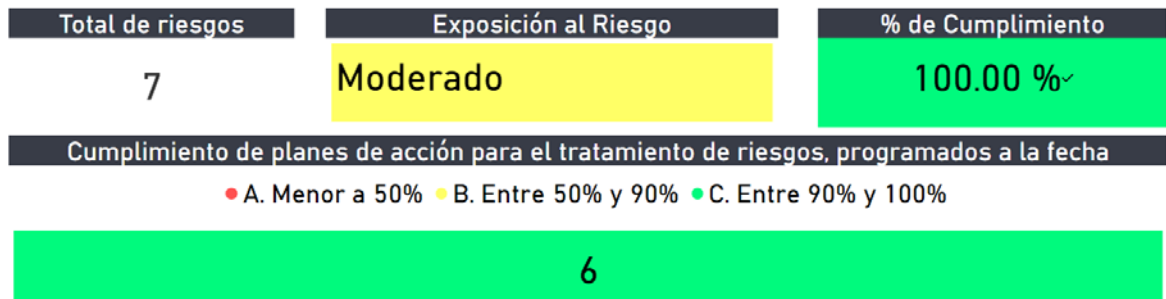 Total de riesgos
Exposición al Riesgo
% de Cumplimiento
7
Moderado
100.00 %✓
Cumplimiento de planes de acción para el tratamiento de riesgos, programados a la fecha
A. Menor a 50% B. Entre 50% y 90% C. Entre 90% y 100%
6